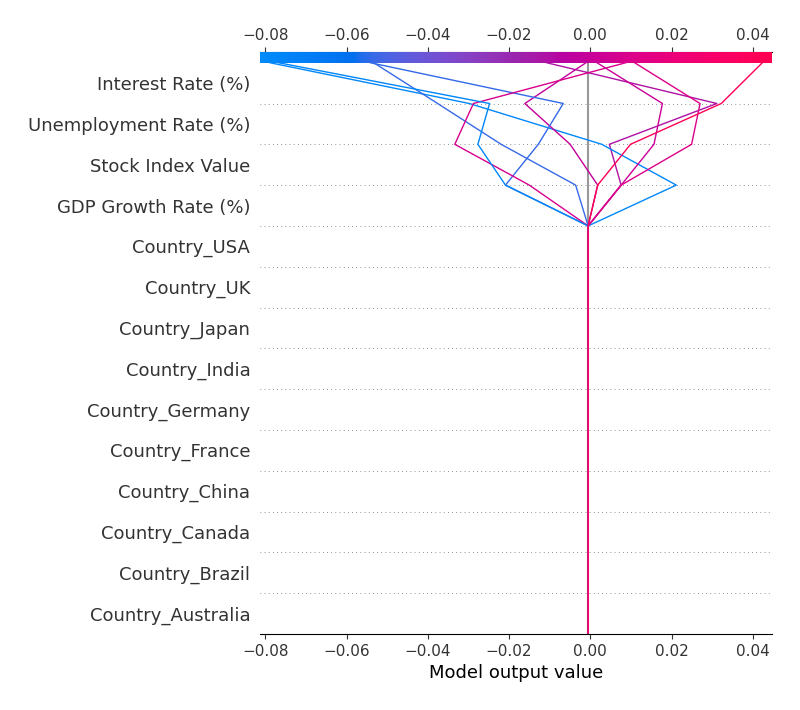 −0.08 −0.06 −0.04 −0.02 0.00 0.02 0.04
Interest Rate (%)
Unemployment Rate (%)
Stock Index Value
GDP Growth Rate (%)
Country_USA
Country_UK
Country_Japan
Country_India
Country_Germany
Country_France
Country_China
Country_Canada
Country_Brazil
Country_Australia
−0.08 −0.06 −0.04 −0.02 0.00 0.02 0.04
Model output value